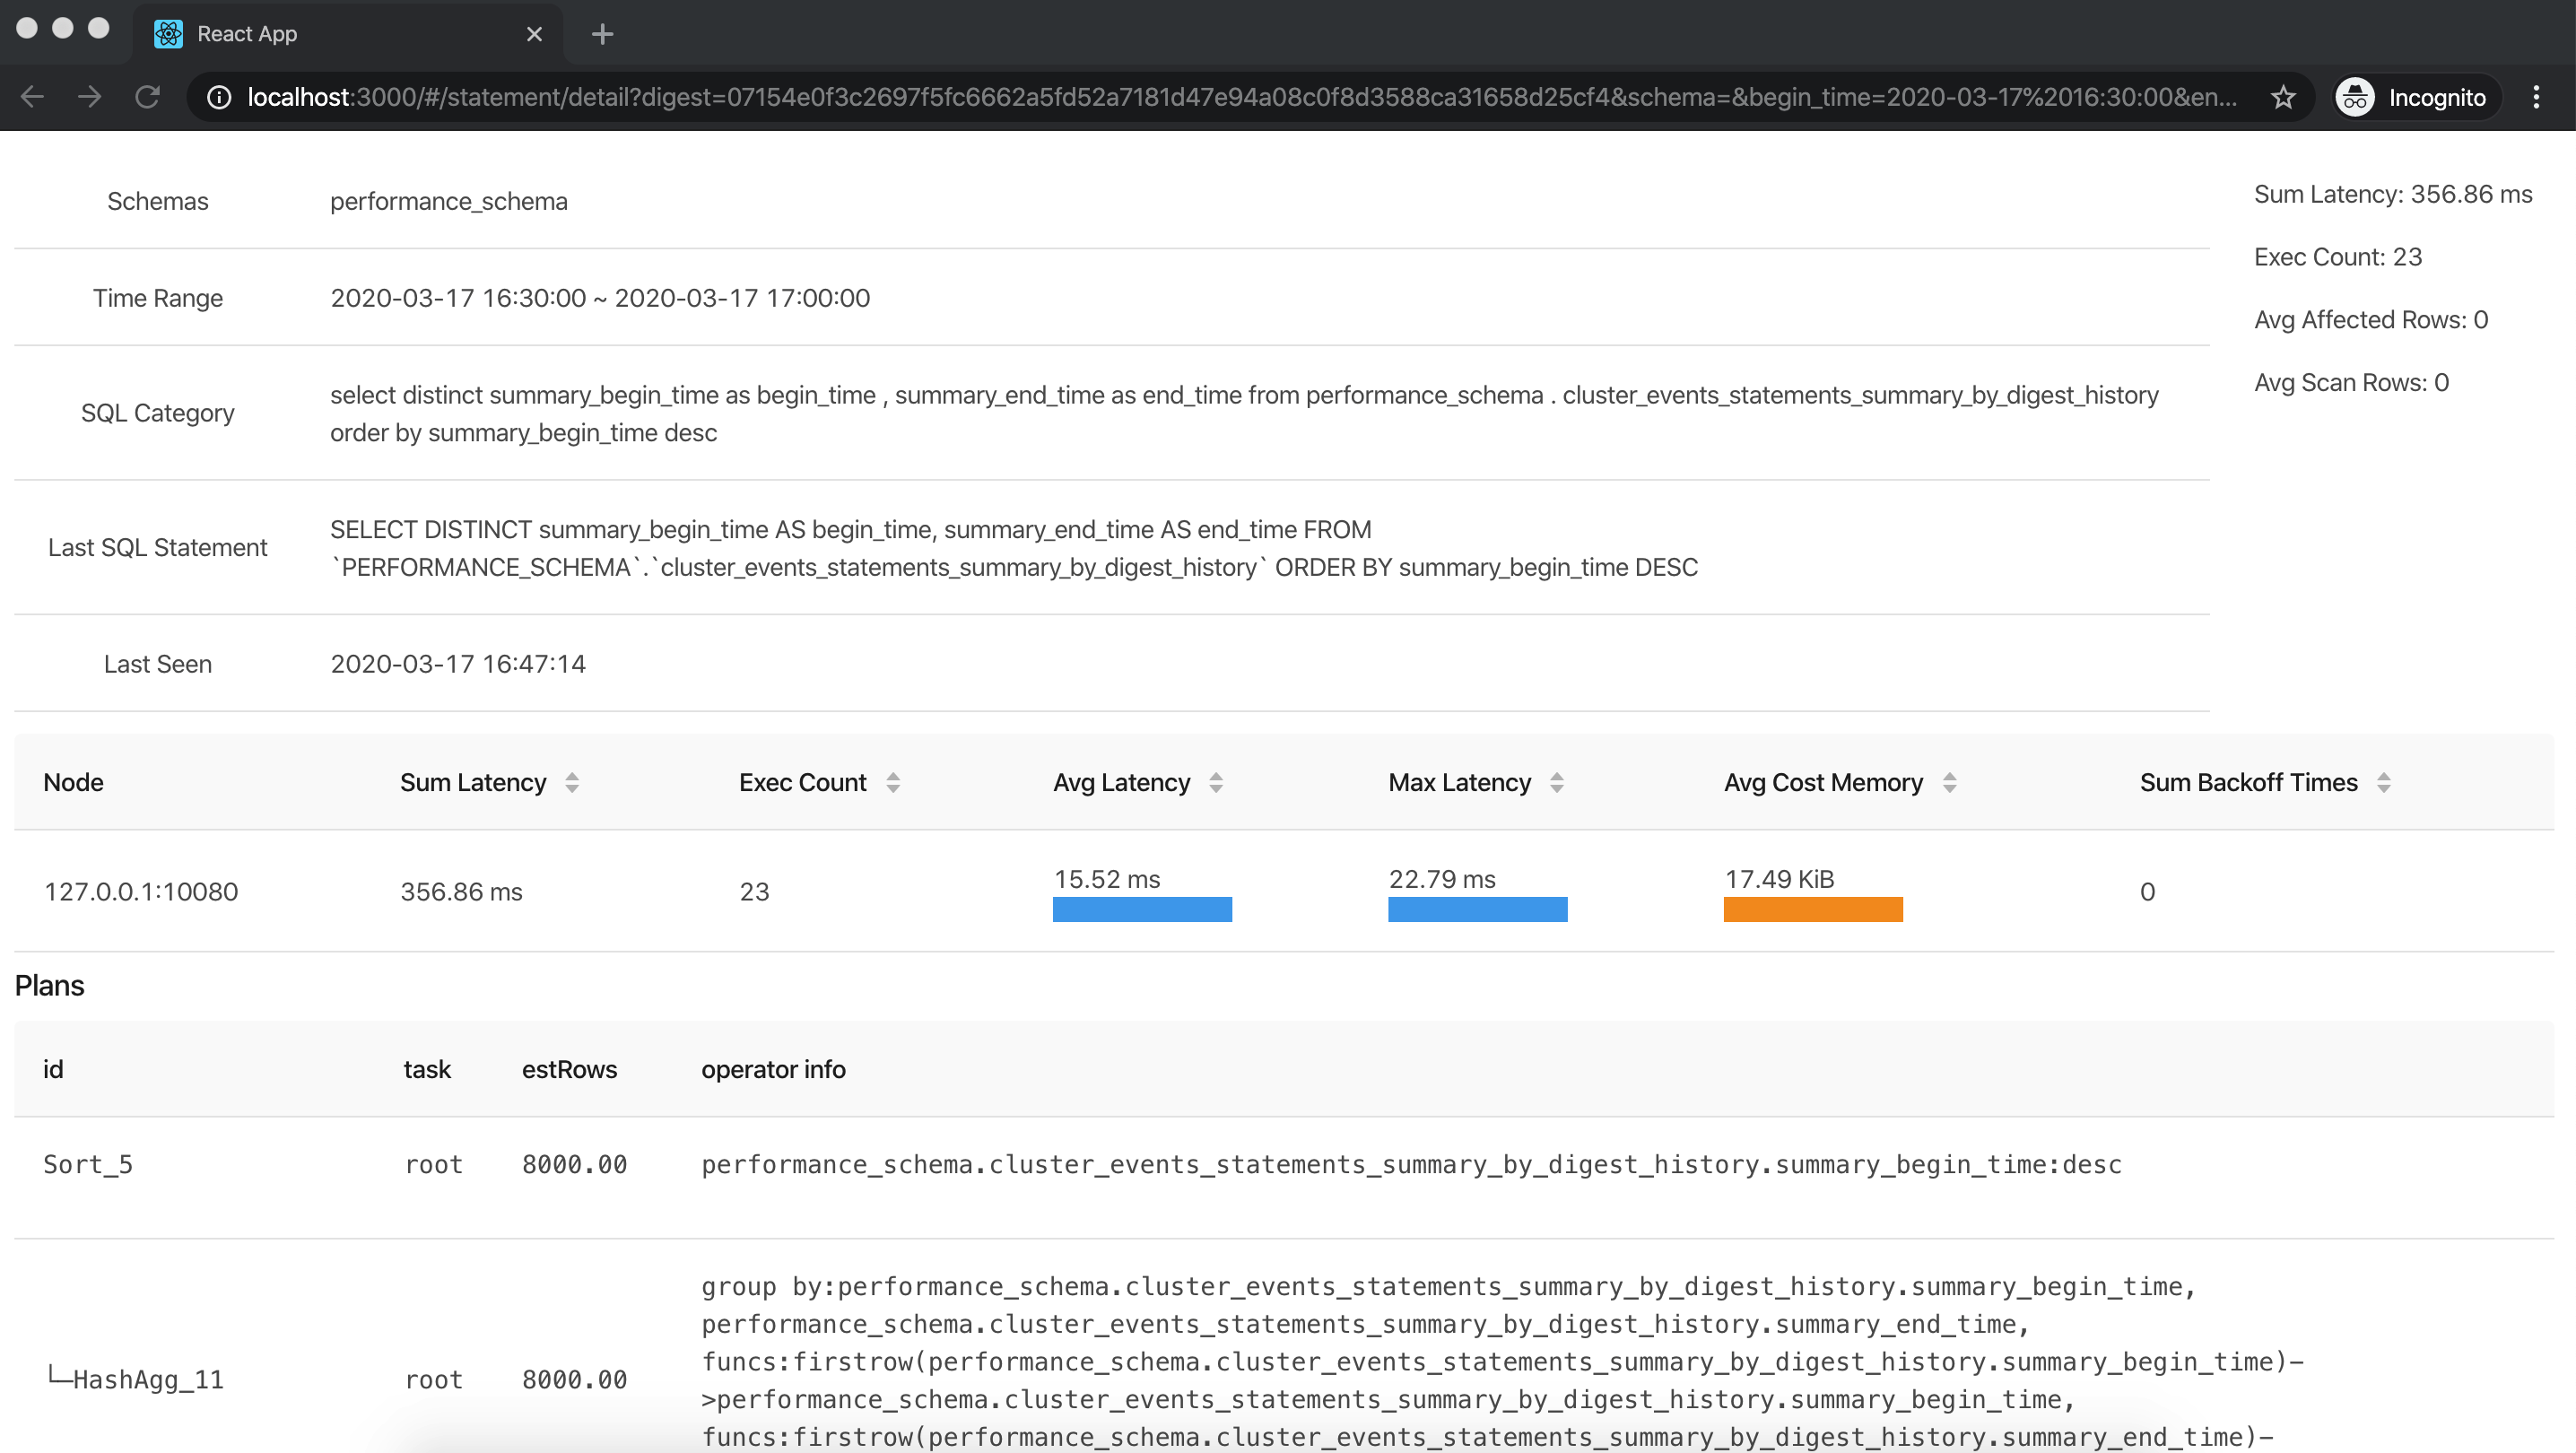 React App
localhost:3000/#/statement/detail?digest=07154e0f3c2697f5fc6662a5fd52a7181d47e94a08c0f8d3588ca31658d25cf4&schema=&begin_time=2020-03-17%2016:30:00&en...
Incognito
Schemas performance_schema
Time Range 2020-03-17 16:30:00 ~ 2020-03-17 17:00:00
SQL Category select distinct summary_begin_time as begin_time , summary_end_time as end_time from performance_schema . cluster_events_statements_summary_by_digest_history
order by summary_begin_time desc
Last SQL Statement SELECT DISTINCT summary_begin_time AS begin_time, summary_end_time AS end_time FROM
`PERFORMANCE_SCHEMA`.`cluster_events_statements_summary_by_digest_history` ORDER BY summary_begin_time DESC
Last Seen 2020-03-17 16:47:14
Sum Latency: 356.86 ms
Exec Count: 23
Avg Affected Rows: 0
Avg Scan Rows: 0
Node Sum Latency Exec Count Avg Latency Max Latency Avg Cost Memory Sum Backoff Times
127.0.0.1:10080 356.86 ms 23 15.52 ms 22.79 ms 17.49 KiB 0
Plans
id task estRows operator info
Sort_5 root 8000.00 performance_schema.cluster_events_statements_summary_by_digest_history.summary_begin_time:desc
└─HashAgg_11 root 8000.00 group by:performance_schema.cluster_events_statements_summary_by_digest_history.summary_begin_time,
performance_schema.cluster_events_statements_summary_by_digest_history.summary_end_time,
funcs:firstrow(performance_schema.cluster_events_statements_summary_by_digest_history.summary_begin_time)-
>performance_schema.cluster_events_statements_summary_by_digest_history.summary_begin_time,
funcs:firstrow(performance_schema.cluster_events_statements_summary_by_digest_history.summary_end_time)-